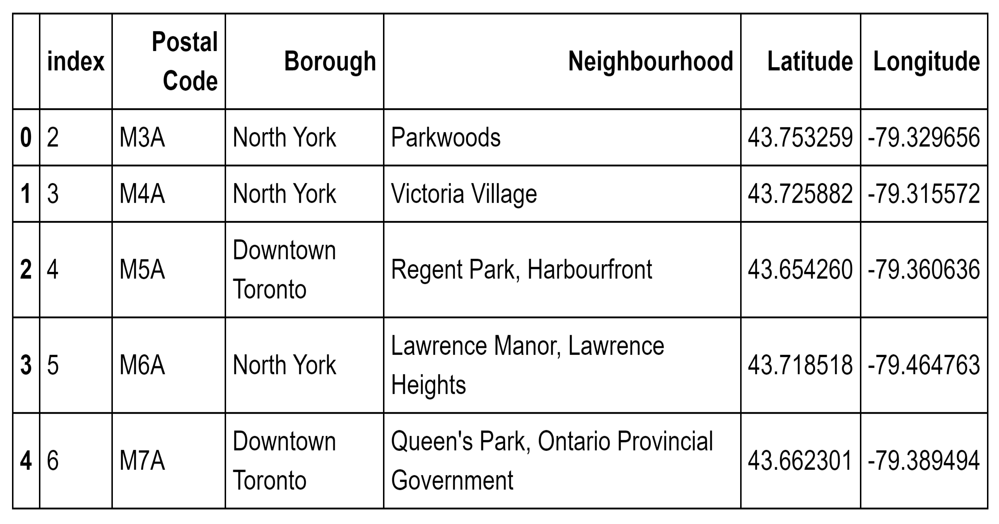 index Postal Code Borough Neighbourhood Latitude Longitude
0 2 M3A North York Parkwoods 43.753259 -79.329656
1 3 M4A North York Victoria Village 43.725882 -79.315572
2 4 M5A Downtown Toronto Regent Park, Harbourfront 43.654260 -79.360636
3 5 M6A North York Lawrence Manor, Lawrence Heights 43.718518 -79.464763
4 6 M7A Downtown Toronto Queen's Park, Ontario Provincial Government 43.662301 -79.389494